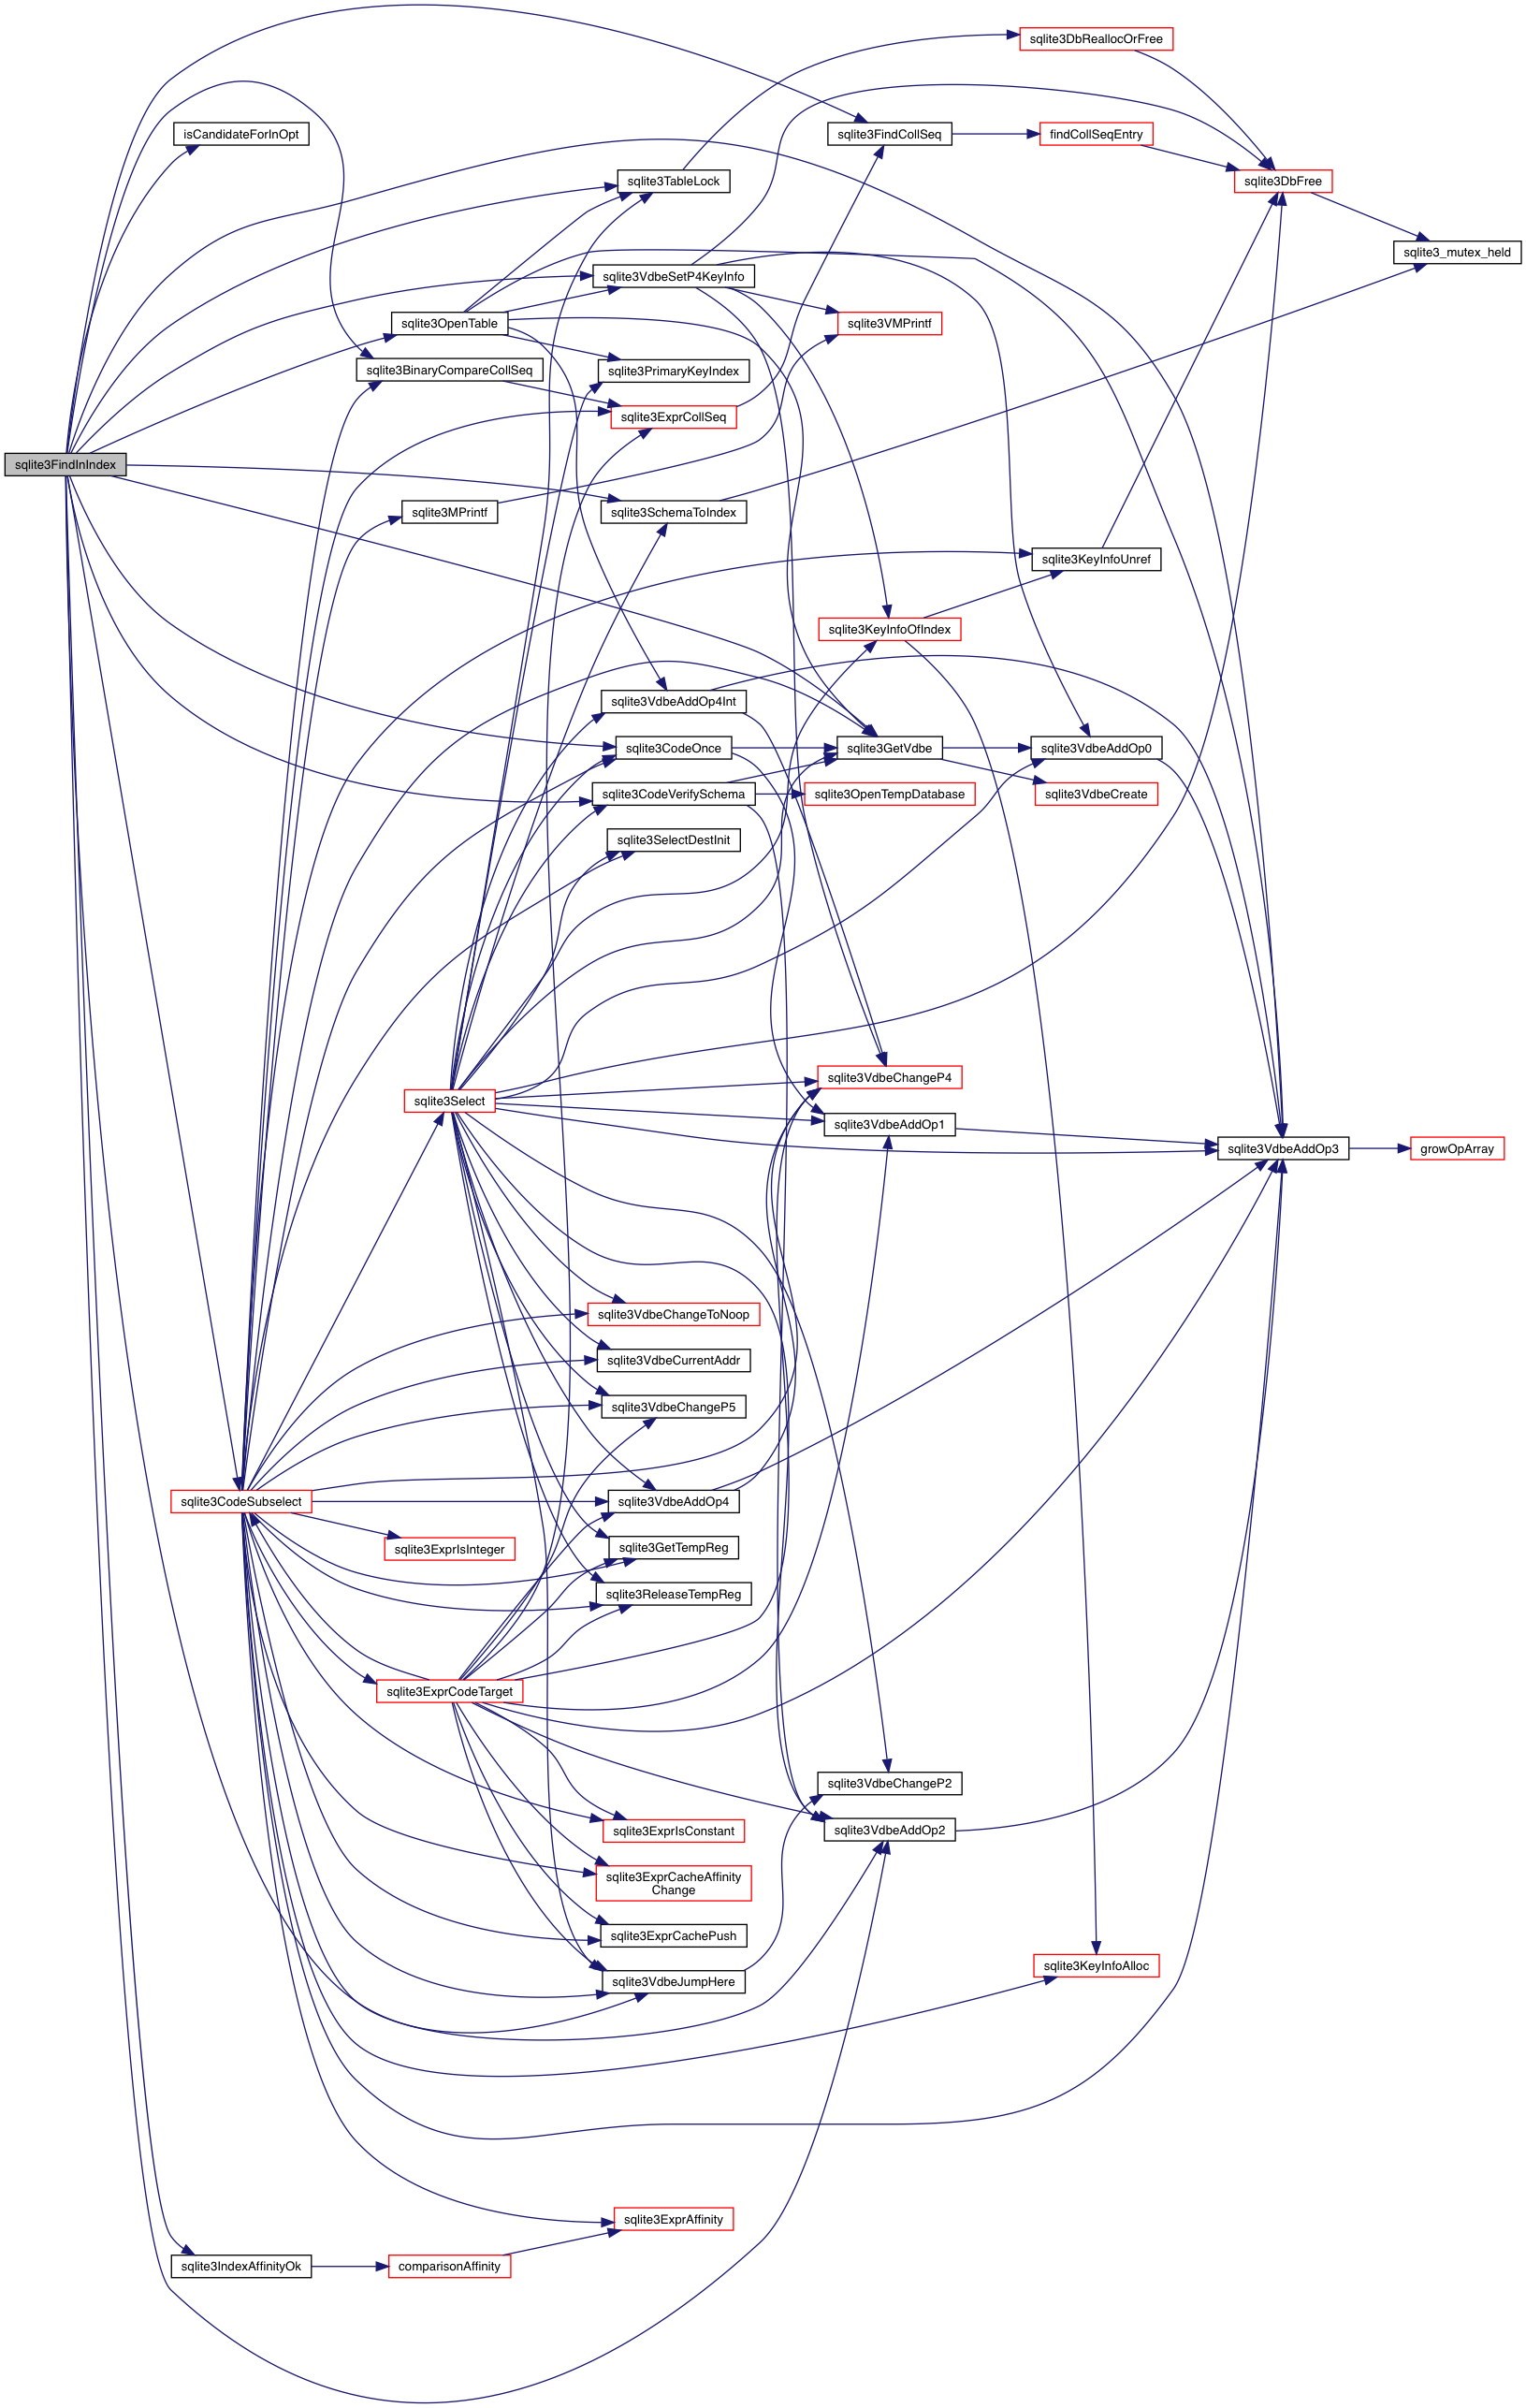 sqlite3DbReallocOrFree
isCandidateForInOpt
sqlite3FindCollSeq
findCollSeqEntry
sqlite3TableLock
sqlite3DbFree
sqlite3_mutex_held
sqlite3VdbeSetP4KeyInfo
sqlite3OpenTable
sqlite3VMPrintf
sqlite3BinaryCompareCollSeq
sqlite3PrimaryKeyIndex
sqlite3ExprCollSeq
sqlite3FindInIndex
sqlite3MPrintf
sqlite3SchemaToIndex
sqlite3KeyInfoUnref
sqlite3KeyInfoOfIndex
sqlite3VdbeAddOp4Int
sqlite3CodeOnce
sqlite3GetVdbe
sqlite3VdbeAddOp0
sqlite3CodeVerifySchema
sqlite3OpenTempDatabase
sqlite3VdbeCreate
sqlite3SelectDestInit
sqlite3VdbeChangeP4
sqlite3Select
sqlite3VdbeAddOp1
sqlite3VdbeAddOp3
growOpArray
sqlite3VdbeChangeToNoop
sqlite3VdbeCurrentAddr
sqlite3VdbeChangeP5
sqlite3CodeSubselect
sqlite3VdbeAddOp4
sqlite3ExprIsInteger
sqlite3GetTempReg
sqlite3ReleaseTempReg
sqlite3ExprCodeTarget
sqlite3VdbeChangeP2
sqlite3ExprIsConstant
sqlite3VdbeAddOp2
sqlite3ExprCacheAffinity
Change
sqlite3ExprCachePush
sqlite3KeyInfoAlloc
sqlite3VdbeJumpHere
sqlite3ExprAffinity
sqlite3IndexAffinityOk
comparisonAffinity